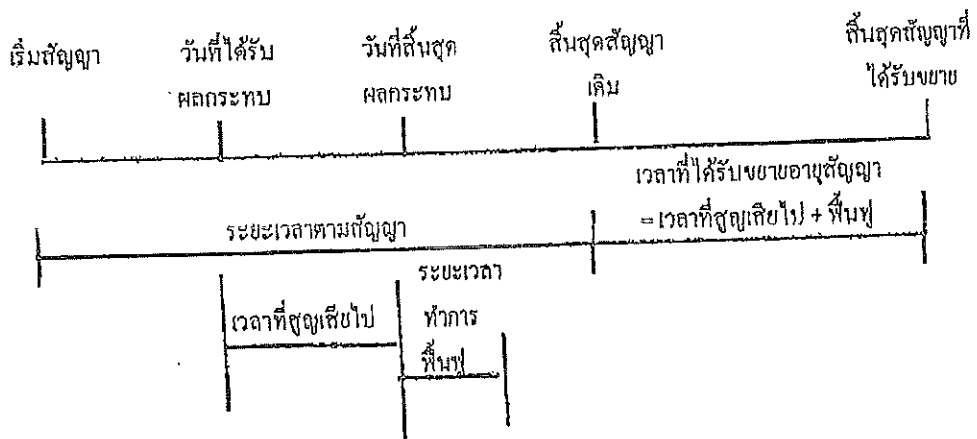 เริ่มสัญญา
วันที่ได้รับ
ผลกระทบ
วันที่สิ้นสุด
ผลกระทบ
สิ้นสุดสัญญา
เดิม
สิ้นสุดสัญญาที่
ได้รับขยาย
เวลาที่ได้รับขยายอายุสัญญา
= เวลาที่สูญเสียไป + ฟื้นฟู
ระยะเวลาตามสัญญา
เวลาที่สูญเสียไป
ระยะเวลา
ทำการ
ฟื้นฟู